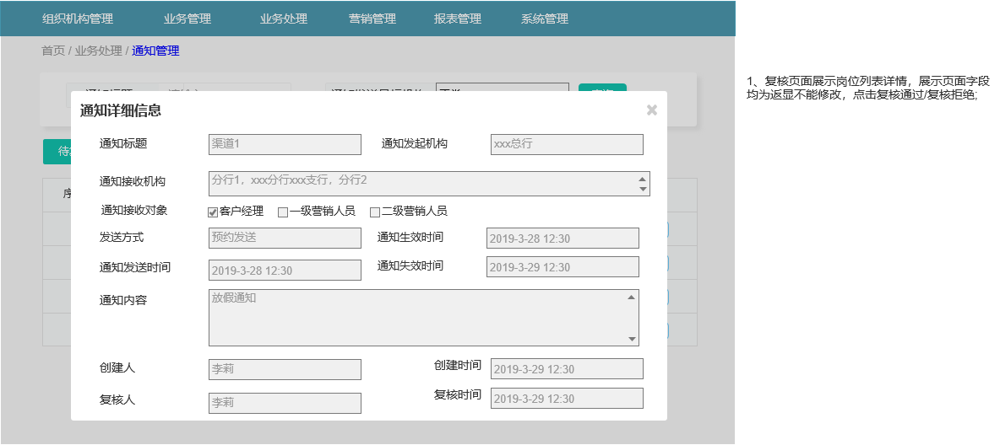 组织机构管理 业务管理 业务处理 营销管理 报表管理 系统管理
首页 / 业务处理 / 通知管理
1、复核页面展示岗位列表详情，展示页面字段
均为返显不能修改，点击复核通过/复核拒绝;
通知详细信息
通知标题 渠道1 通知发起机构 xxx总行
待
通知接收机构 分行1，xxx分行xxx支行，分行2
序
通知接收对象 客户经理 一级营销人员 二级营销人员
发送方式 预约发送 通知生效时间 2019-3-28 12:30
通知发送时间 2019-3-28 12:30 通知失效时间 2019-3-29 12:30
通知内容 放假通知
创建人 李莉 创建时间 2019-3-29 12:30
复核人 李莉 复核时间 2019-3-29 12:30